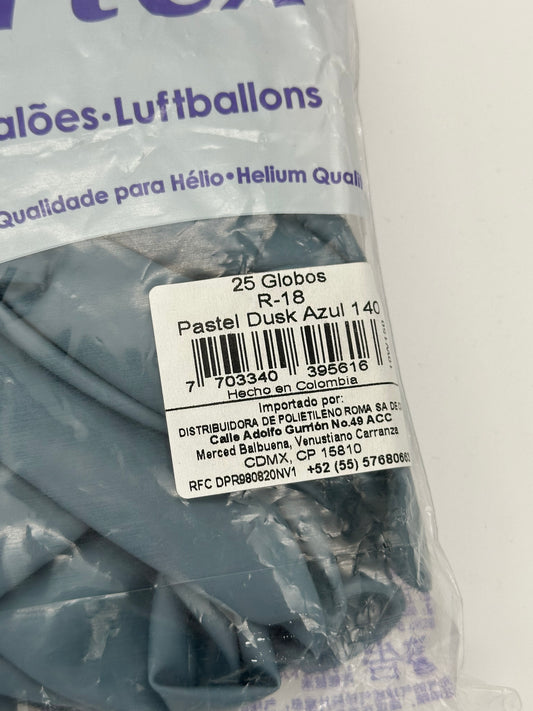 alões•Luftballons
Qualidade para Hélio•Helium Quali
25 Globos
R-18
Pastel Dusk Azul 140
7 703340 395616
Hecho en Colombia
Importado por:
DISTRIBUIDORA DE POLIETILENO ROMA SA DE C
Calle Adolfo Gurrión No.49 ACC
Merced Balbuena, Venustiano Carranza
CDMX, CP 15810
RFC DPR980820NV1 +52 (55) 5768066